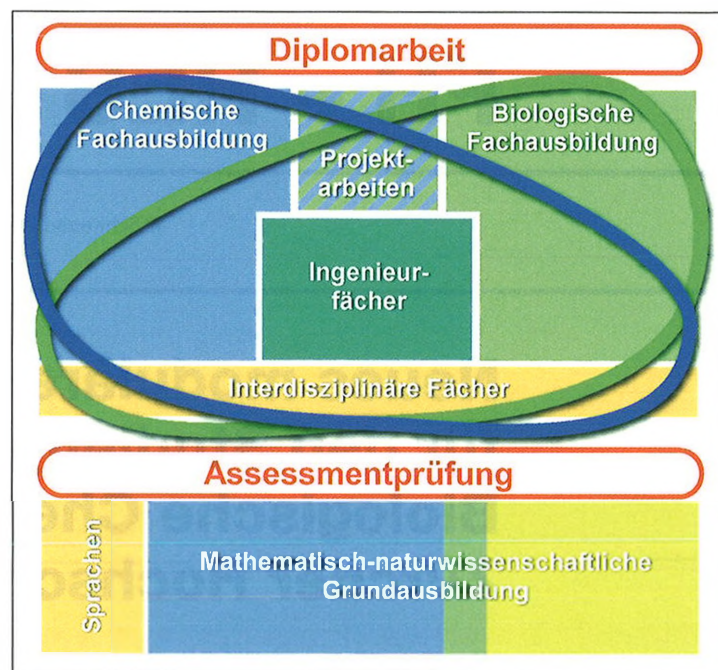 Diplomarbeit
Chemische
Fachausbildung
Projekt-
arbeiten
Biologische
Fachausbildung
Ingenieur-
fächer
Interdisziplinäre Fächer
Assessmentprüfung
Sprachen
Mathematisch-naturwissenschaftliche
Grundausbildung